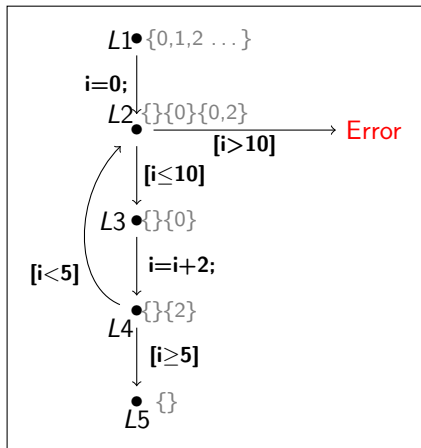 L1 {0,1,2 ...}
i=0;
L2 {}{0}{0,2}
Error
[i>10]
[i≤10]
L3 {}{0}
[i<5]
i=i+2;
L4 {}{2}
[i≥5]
L5 {}